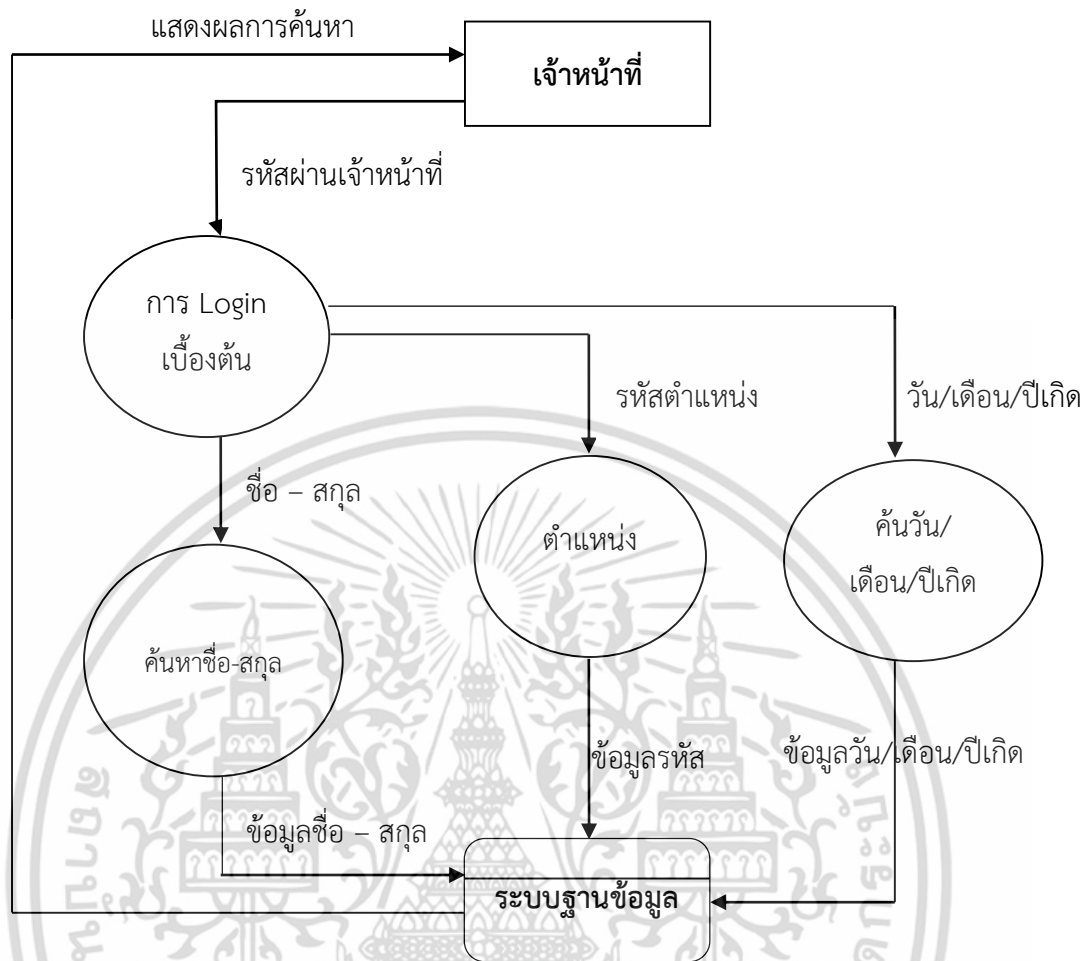 แสดงผลการค้นหา
เจ้าหน้าที่
รหัสผ่านเจ้าหน้าที่
การ Login
เบื้องต้น
รหัสตำแหน่ง
วัน/เดือน/ปีเกิด
ชื่อ – สกุล
ตำแหน่ง
ค้นวัน/
เดือน/ปีเกิด
ค้นหาชื่อ-สกุล
ข้อมูลรหัส
ข้อมูลวัน/เดือน/ปีเกิด
ข้อมูลชื่อ – สกุล
ระบบฐานข้อมูล